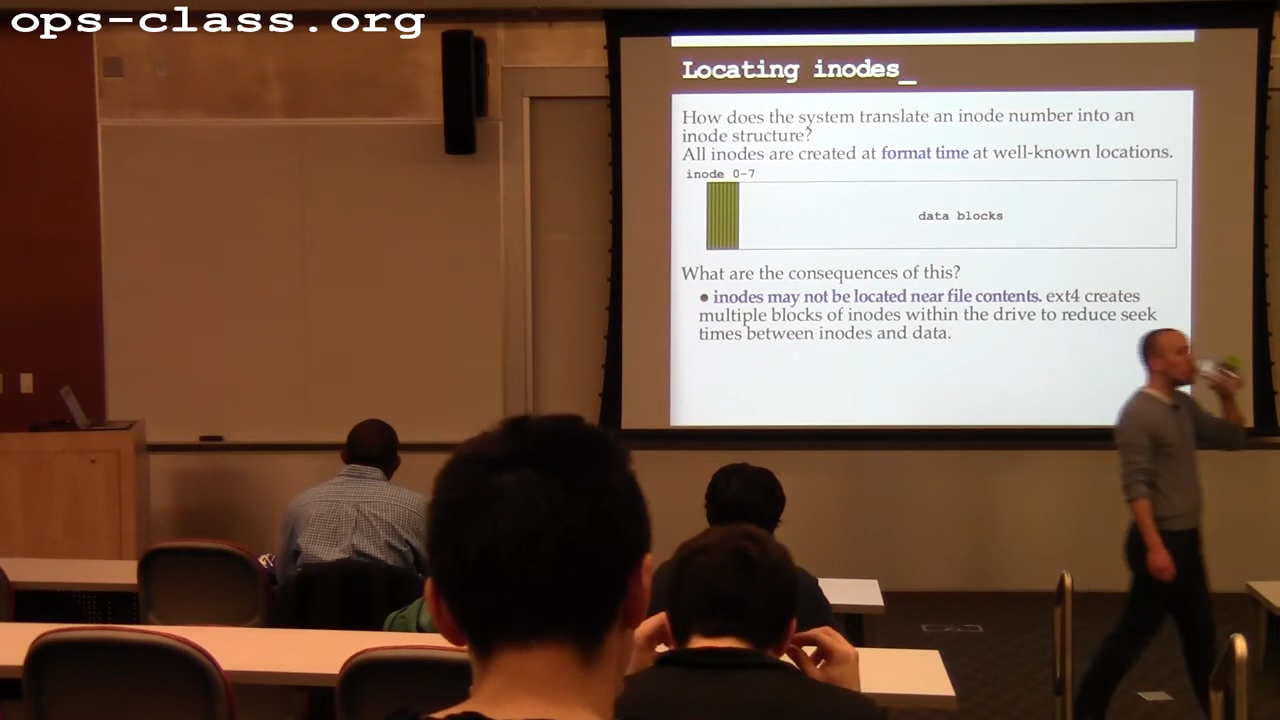 ops-class.org
Locating inodes_
How does the system translate an inode number into an
inode structure?
All inodes are created at format time at well-known locations.
inode 0-7
data blocks
What are the consequences of this?
• inodes may not be located near file contents. ext4 creates
multiple blocks of inodes within the drive to reduce seek
times between inodes and data.